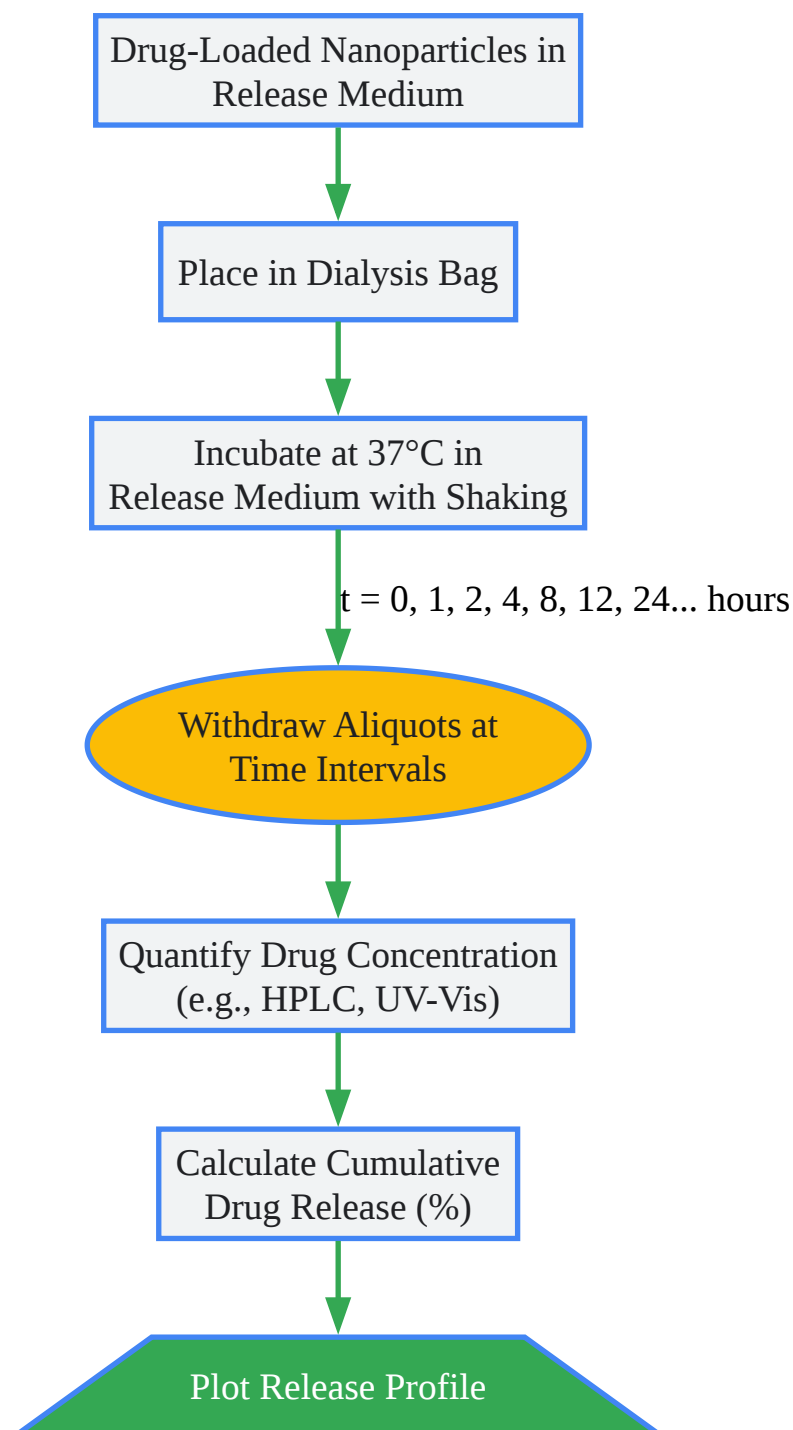 Drug-Loaded Nanoparticles in
Release Medium
Place in Dialysis Bag
Incubate at 37°C in
Release Medium with Shaking
t = 0, 1, 2, 4, 8, 12, 24... hours
Withdraw Aliquots at
Time Intervals
Quantify Drug Concentration
(e.g., HPLC, UV-Vis)
Calculate Cumulative
Drug Release (%)
Plot Release Profile